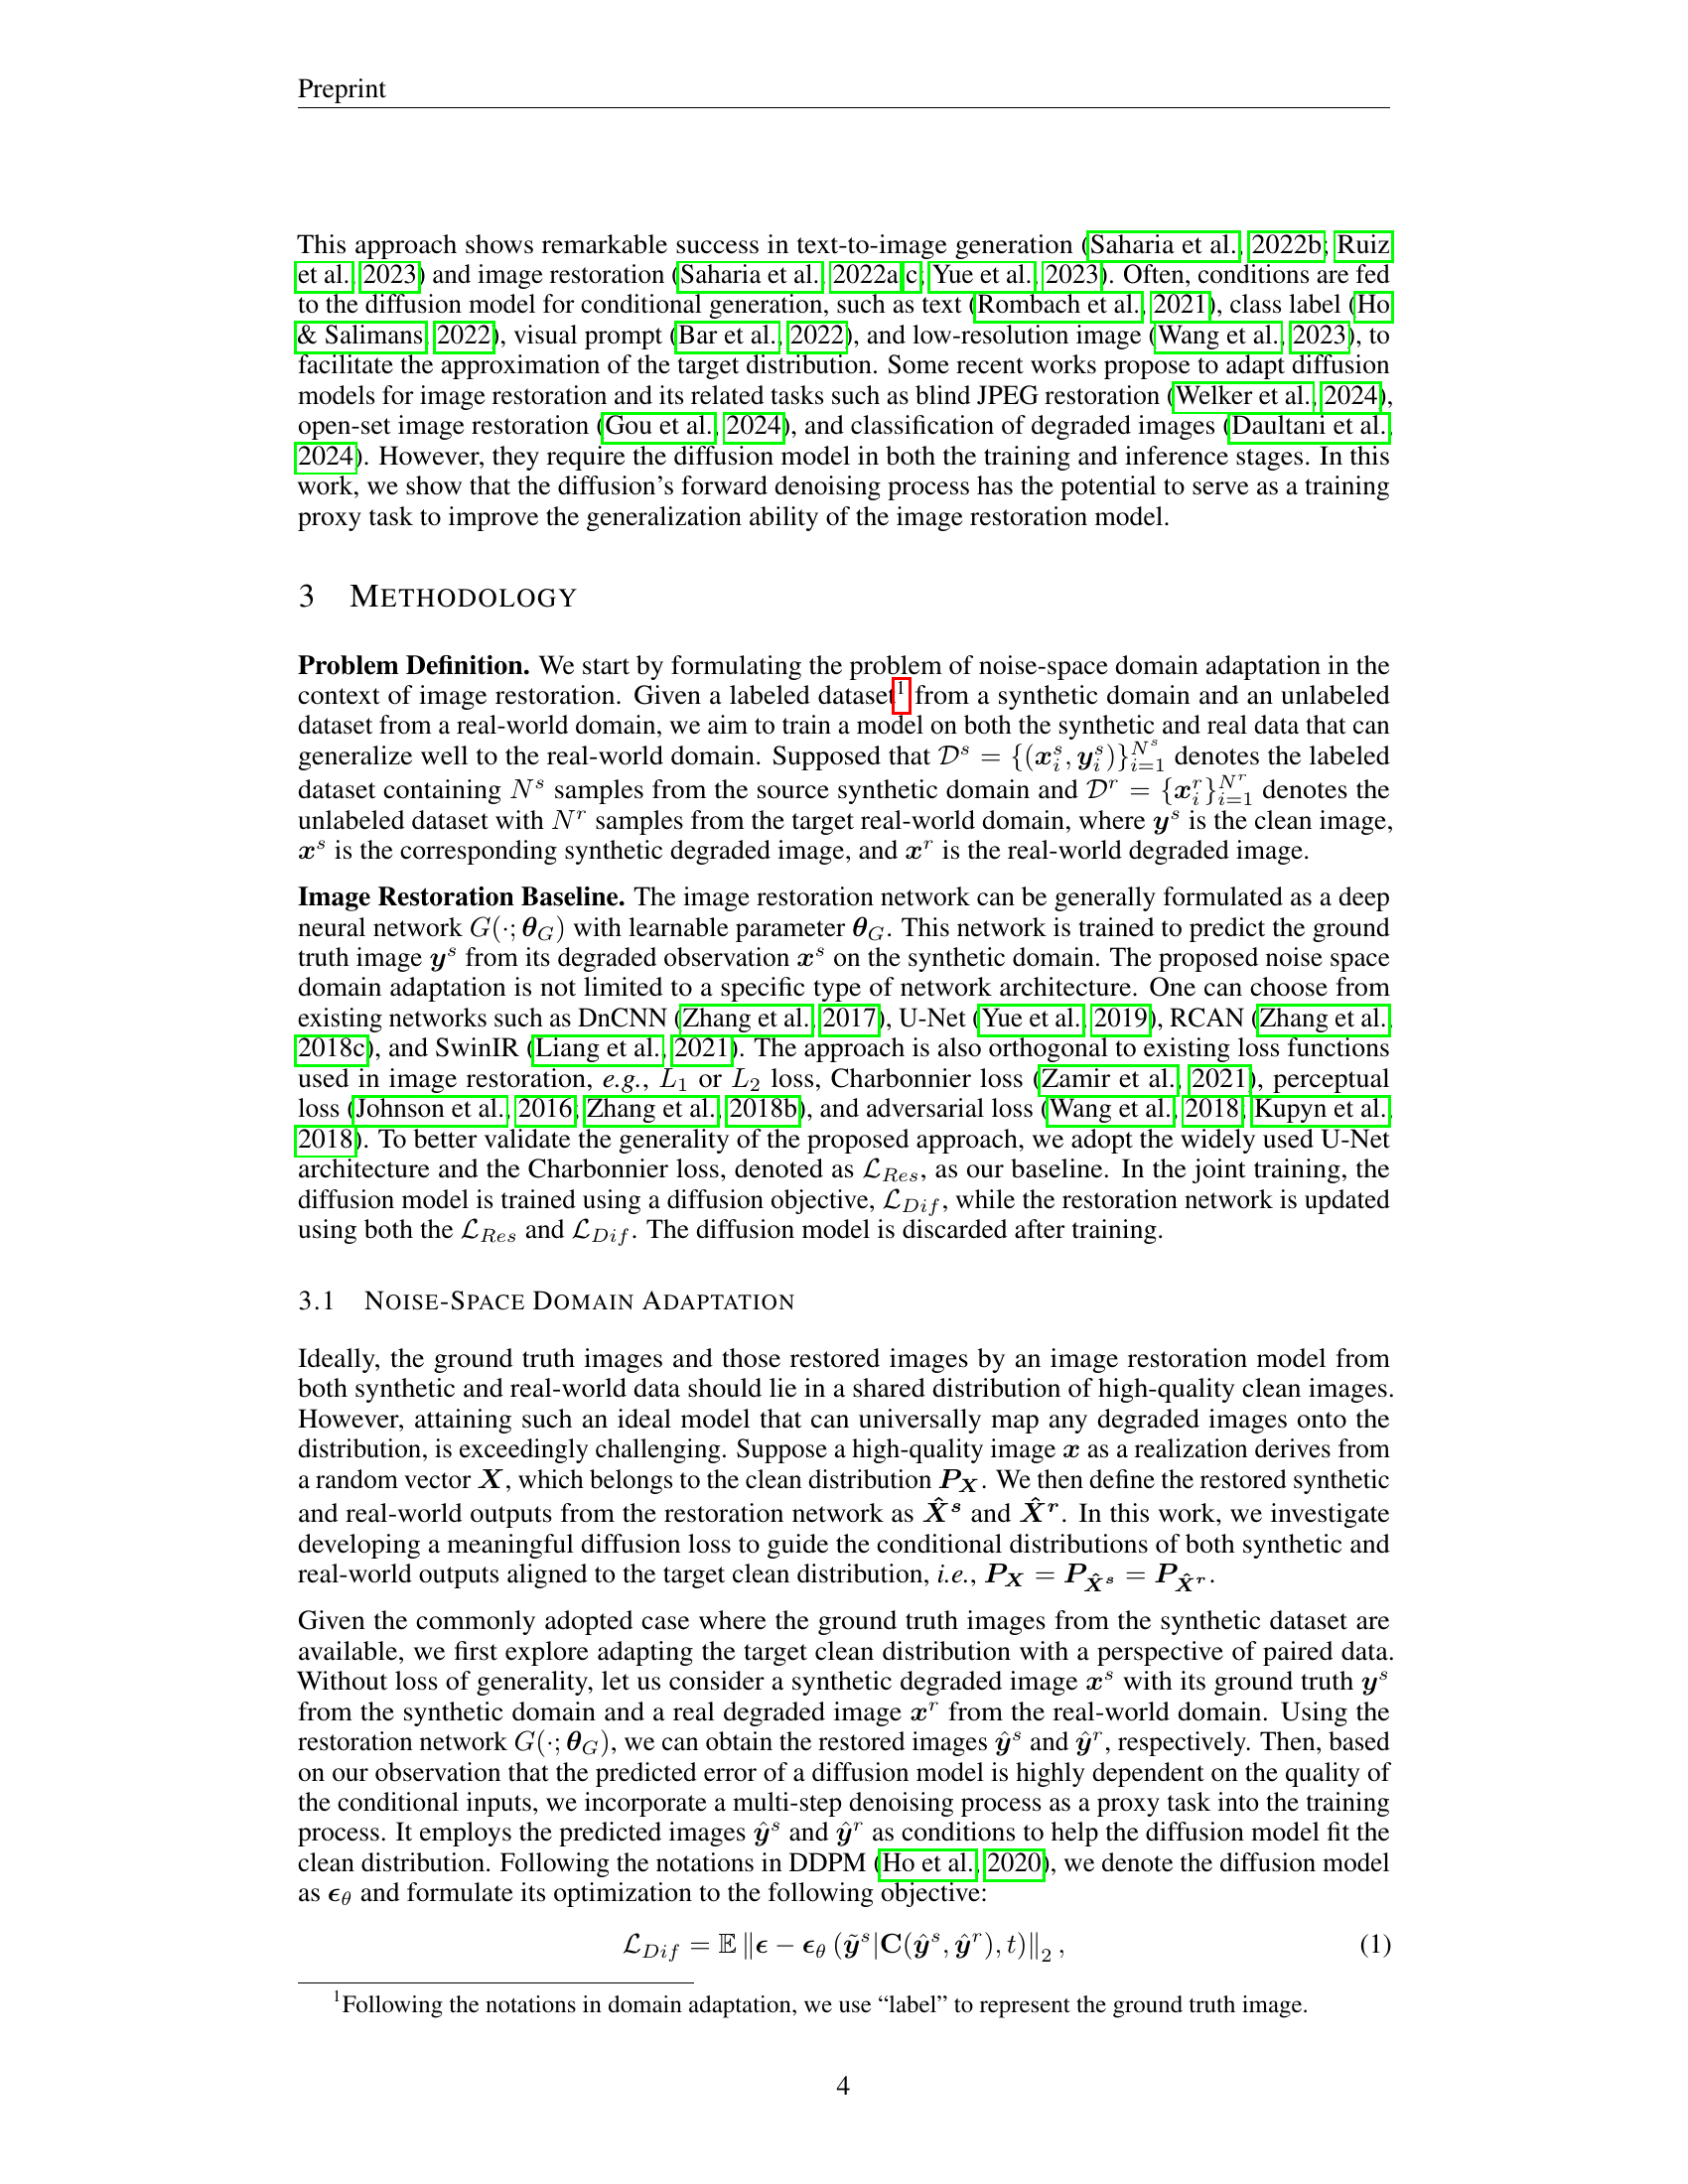 Preprint
This approach shows remarkable success in text-to-image generation (Saharia et al., 2022b; Ruiz
et al., 2023) and image restoration (Saharia et al., 2022a;c; Yue et al., 2023). Often, conditions are fed
to the diffusion model for conditional generation, such as text (Rombach et al., 2021), class label (Ho
& Salimans, 2022), visual prompt (Bar et al., 2022), and low-resolution image (Wang et al., 2023), to
facilitate the approximation of the target distribution. Some recent works propose to adapt diffusion
models for image restoration and its related tasks such as blind JPEG restoration (Welker et al., 2024),
open-set image restoration (Gou et al., 2024), and classification of degraded images (Daultani et al.,
2024). However, they require the diffusion model in both the training and inference stages. In this
work, we show that the diffusion’s forward denoising process has the potential to serve as a training
proxy task to improve the generalization ability of the image restoration model.
3 METHODOLOGY
Problem Definition. We start by formulating the problem of noise-space domain adaptation in the
context of image restoration. Given a labeled dataset¹ from a synthetic domain and an unlabeled
dataset from a real-world domain, we aim to train a model on both the synthetic and real data that can
generalize well to the real-world domain. Supposed that $\mathcal{D}^s = \{(\boldsymbol{x}_i^s, \boldsymbol{y}_i^s)\}_{i=1}^{N^s}$ denotes the labeled
dataset containing $N^s$ samples from the source synthetic domain and $\mathcal{D}^r = \{\boldsymbol{x}_i^r\}_{i=1}^{N^r}$ denotes the
unlabeled dataset with $N^r$ samples from the target real-world domain, where $\boldsymbol{y}^s$ is the clean image,
$\boldsymbol{x}^s$ is the corresponding synthetic degraded image, and $\boldsymbol{x}^r$ is the real-world degraded image.
Image Restoration Baseline. The image restoration network can be generally formulated as a deep
neural network $G(\cdot; \boldsymbol{\theta}_G)$ with learnable parameter $\boldsymbol{\theta}_G$. This network is trained to predict the ground
truth image $\boldsymbol{y}^s$ from its degraded observation $\boldsymbol{x}^s$ on the synthetic domain. The proposed noise space
domain adaptation is not limited to a specific type of network architecture. One can choose from
existing networks such as DnCNN (Zhang et al., 2017), U-Net (Yue et al., 2019), RCAN (Zhang et al.,
2018c), and SwinIR (Liang et al., 2021). The approach is also orthogonal to existing loss functions
used in image restoration, e.g., $L_1$ or $L_2$ loss, Charbonnier loss (Zamir et al., 2021), perceptual
loss (Johnson et al., 2016; Zhang et al., 2018b), and adversarial loss (Wang et al., 2018; Kupyn et al.,
2018). To better validate the generality of the proposed approach, we adopt the widely used U-Net
architecture and the Charbonnier loss, denoted as $\mathcal{L}_{Res}$, as our baseline. In the joint training, the
diffusion model is trained using a diffusion objective, $\mathcal{L}_{Dif}$, while the restoration network is updated
using both the $\mathcal{L}_{Res}$ and $\mathcal{L}_{Dif}$. The diffusion model is discarded after training.
3.1 NOISE-SPACE DOMAIN ADAPTATION
Ideally, the ground truth images and those restored images by an image restoration model from
both synthetic and real-world data should lie in a shared distribution of high-quality clean images.
However, attaining such an ideal model that can universally map any degraded images onto the
distribution, is exceedingly challenging. Suppose a high-quality image $\boldsymbol{x}$ as a realization derives from
a random vector $\boldsymbol{X}$, which belongs to the clean distribution $\boldsymbol{P_X}$. We then define the restored synthetic
and real-world outputs from the restoration network as $\boldsymbol{\hat{X}^s}$ and $\boldsymbol{\hat{X}^r}$. In this work, we investigate
developing a meaningful diffusion loss to guide the conditional distributions of both synthetic and
real-world outputs aligned to the target clean distribution, i.e., $\boldsymbol{P_X} = \boldsymbol{P_{\hat{X}^s}} = \boldsymbol{P_{\hat{X}^r}}$.
Given the commonly adopted case where the ground truth images from the synthetic dataset are
available, we first explore adapting the target clean distribution with a perspective of paired data.
Without loss of generality, let us consider a synthetic degraded image $\boldsymbol{x}^s$ with its ground truth $\boldsymbol{y}^s$
from the synthetic domain and a real degraded image $\boldsymbol{x}^r$ from the real-world domain. Using the
restoration network $G(\cdot; \boldsymbol{\theta}_G)$, we can obtain the restored images $\hat{\boldsymbol{y}}^s$ and $\hat{\boldsymbol{y}}^r$, respectively. Then, based
on our observation that the predicted error of a diffusion model is highly dependent on the quality of
the conditional inputs, we incorporate a multi-step denoising process as a proxy task into the training
process. It employs the predicted images $\hat{\boldsymbol{y}}^s$ and $\hat{\boldsymbol{y}}^r$ as conditions to help the diffusion model fit the
clean distribution. Following the notations in DDPM (Ho et al., 2020), we denote the diffusion model
as $\boldsymbol{\epsilon}_\theta$ and formulate its optimization to the following objective:
$\mathcal{L}_{Dif} = \mathbb{E} \left\| \boldsymbol{\epsilon} - \boldsymbol{\epsilon}_\theta \left( \tilde{\boldsymbol{y}}^s | \mathbf{C}(\hat{\boldsymbol{y}}^s, \hat{\boldsymbol{y}}^r), t \right) \right\|_2,$ (1)
¹Following the notations in domain adaptation, we use “label” to represent the ground truth image.
4